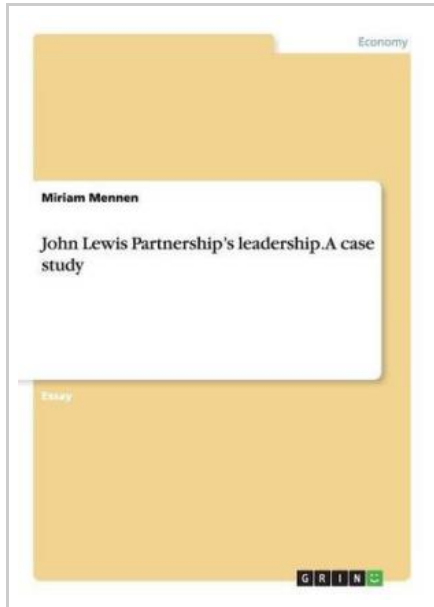 Economy
Miriam Mennen
John Lewis Partnership's leadership. A case
study
Essay
GRIN